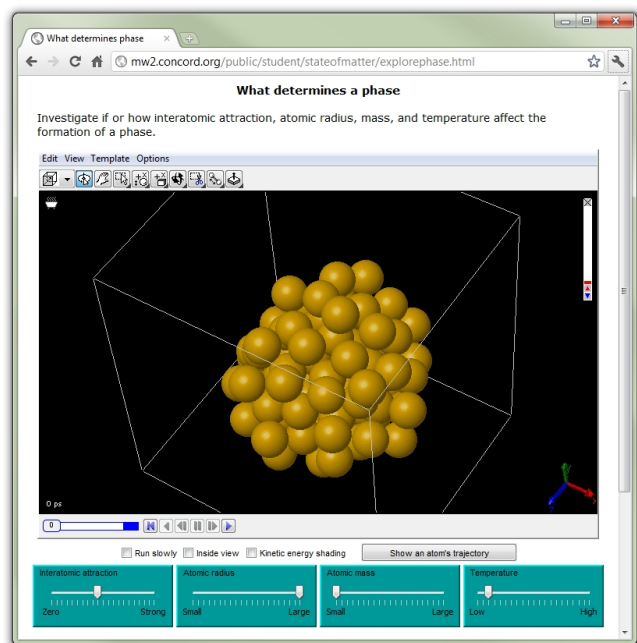 What determines phase
mw2.concord.org/public/student/stateofmatter/explorephase.html
What determines a phase
Investigate if or how interatomic attraction, atomic radius, mass, and temperature affect the
formation of a phase.
Edit View Template Options
0 ps
0
Run slowly Inside view Kinetic energy shading Show an atom's trajectory
Interatomic attraction Atomic radius Atomic mass Temperature
Zero Strong Small Large Small Large Low High